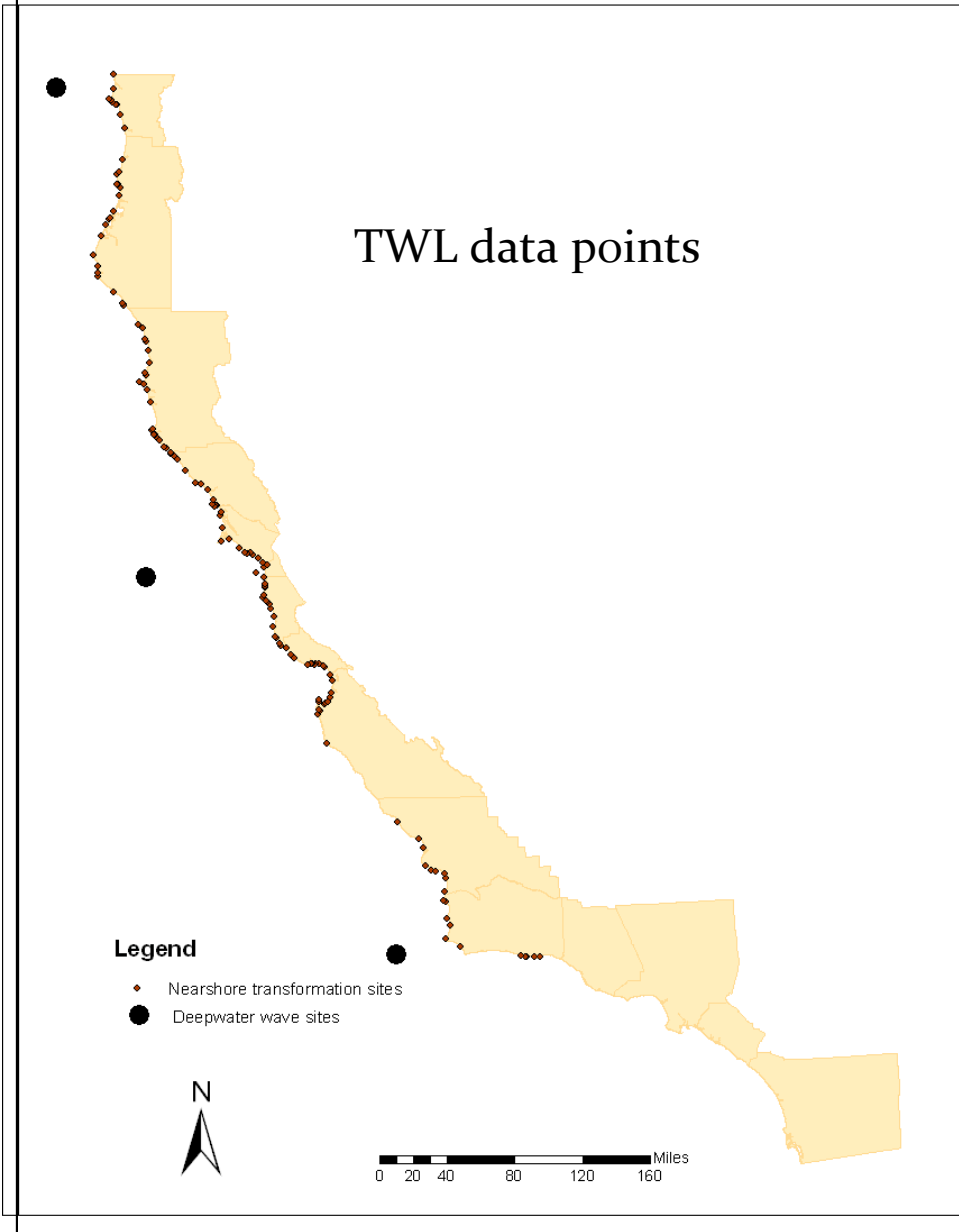 TWL data points
Legend
Nearshore transformation sites
Deepwater wave sites
N
Miles
0 20 40 80 120 160